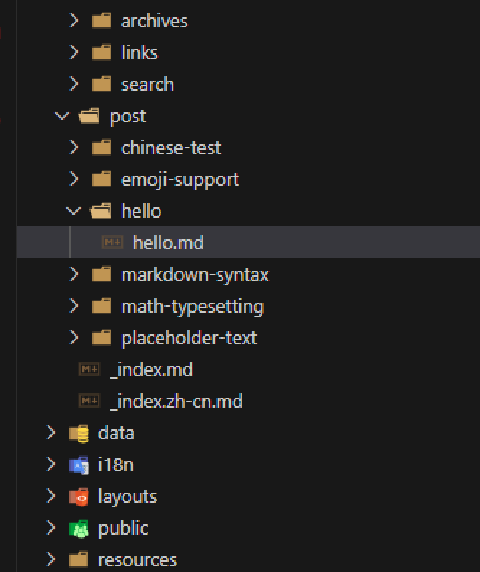 archives
links
search
post
chinese-test
emoji-support
hello
hello.md
markdown-syntax
math-typesetting
placeholder-text
_index.md
_index.zh-cn.md
data
i18n
layouts
public
resources